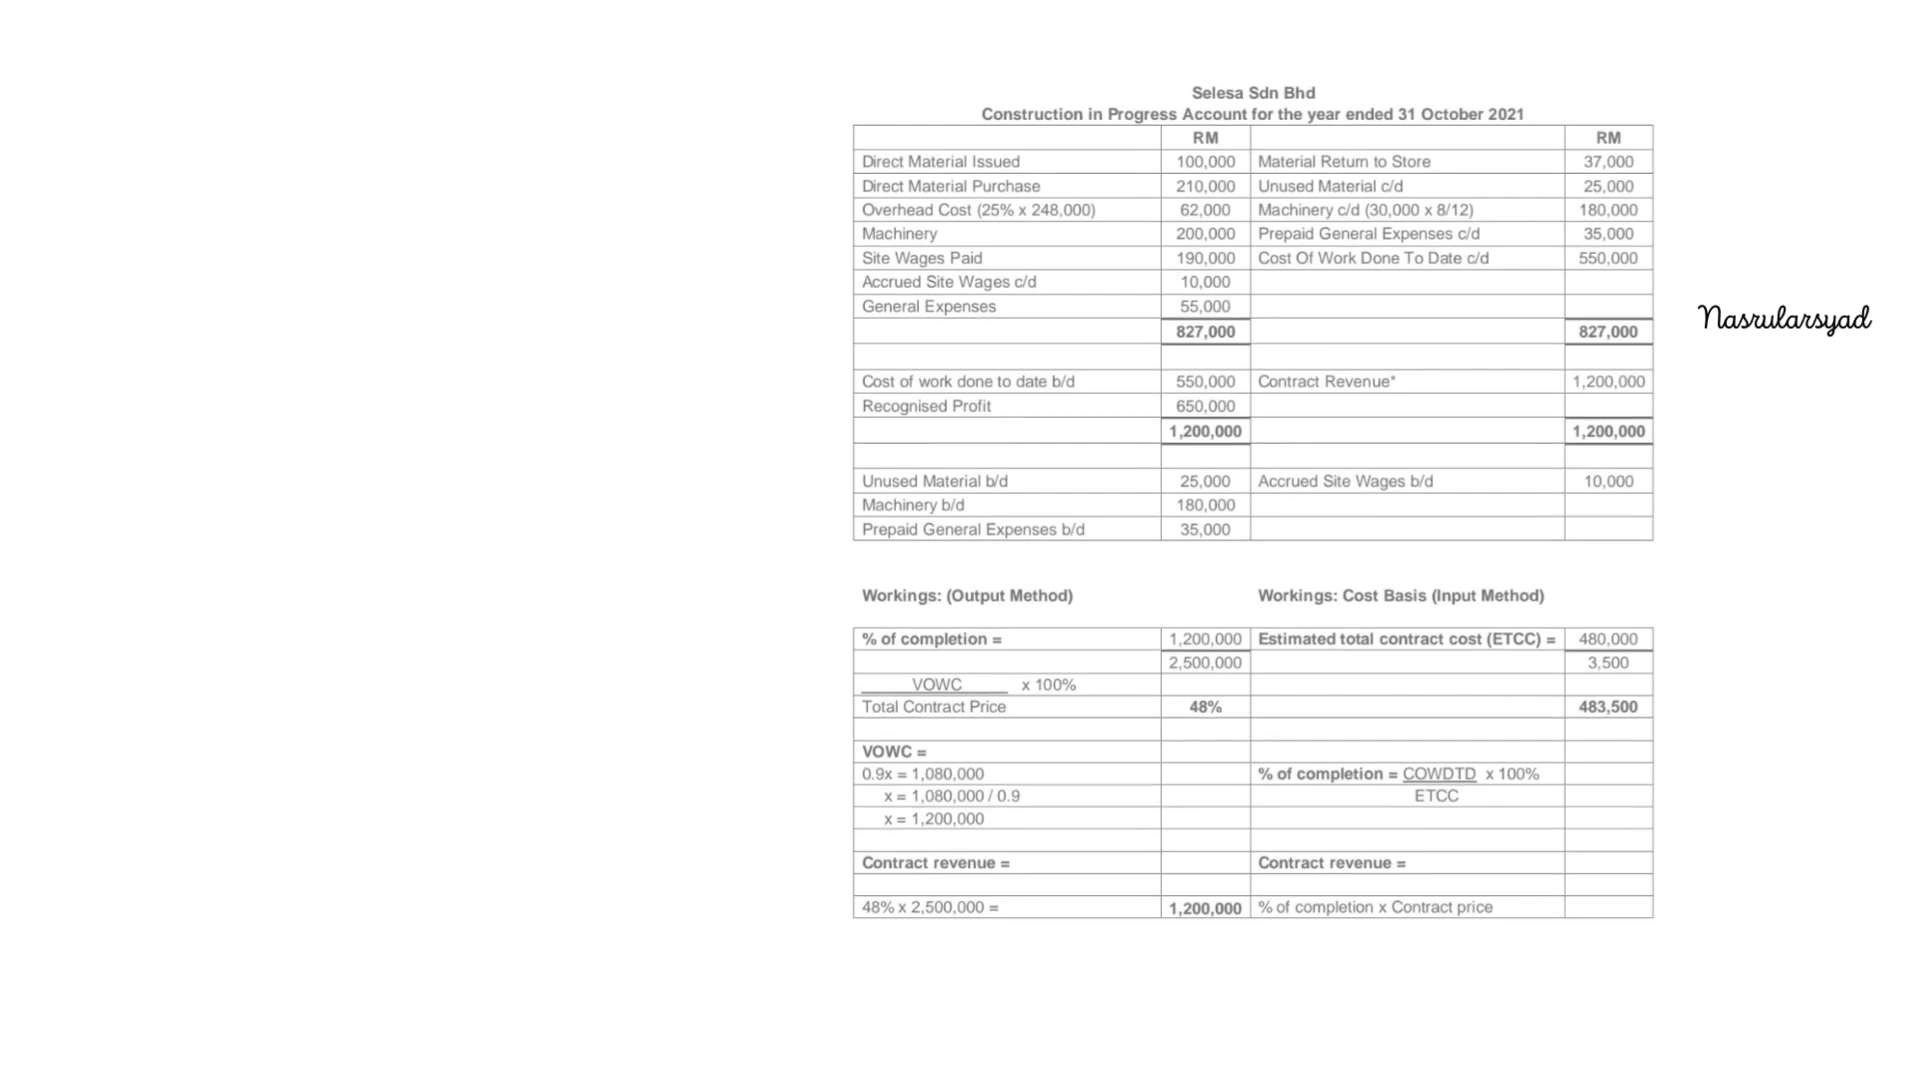 Selesa Sdn Bhd
Construction in Progress Account for the year ended 31 October 2021
RM RM
Direct Material Issued 100,000 Material Return to Store 37,000
Direct Material Purchase 210,000 Unused Material c/d 25,000
Overhead Cost (25% x 248,000) 62,000 Machinery c/d (30,000 x 8/12) 180,000
Machinery 200,000 Prepaid General Expenses c/d 35,000
Site Wages Paid 190,000 Cost Of Work Done To Date c/d 550,000
Accrued Site Wages c/d 10,000
General Expenses 55,000
Nasrularsyad
827,000 827,000
Cost of work done to date b/d 550,000 Contract Revenue* 1,200,000
Recognised Profit 650,000
1,200,000 1,200,000
Unused Material b/d 25,000 Accrued Site Wages b/d 10,000
Machinery b/d 180,000
Prepaid General Expenses b/d 35,000
Workings: (Output Method) Workings: Cost Basis (Input Method)
% of completion = 1,200,000 Estimated total contract cost (ETCC) = 480,000
2,500,000 3,500
VOWC x 100%
Total Contract Price 48% 483,500
VOWC =
0.9x = 1,080,000 % of completion = COWDTD x 100%
x = 1,080,000 / 0.9 ETCC
x = 1,200,000
Contract revenue = Contract revenue =
48% x 2,500,000 = 1,200,000 % of completion x Contract price